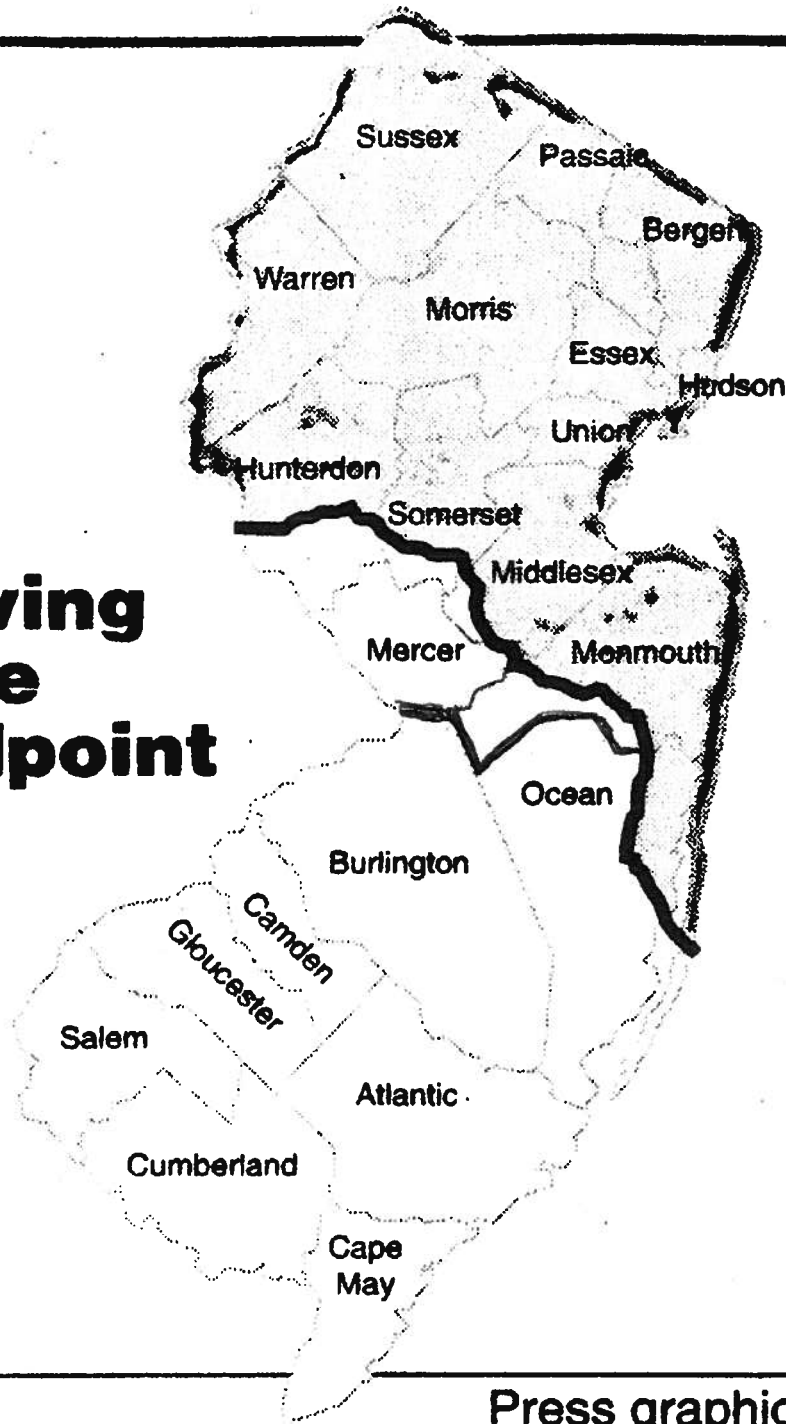 Sussex
Passaic
Bergen
Warren
Morris
Essex
Hudson
Union
Hunterdon
Somerset
Middlesex
ving
e
lpoint
Mercer
Monmouth
Ocean
Burlington
Camden
Gloucester
Salem
Atlantic
Cumberland
Cape
May
Press graphic